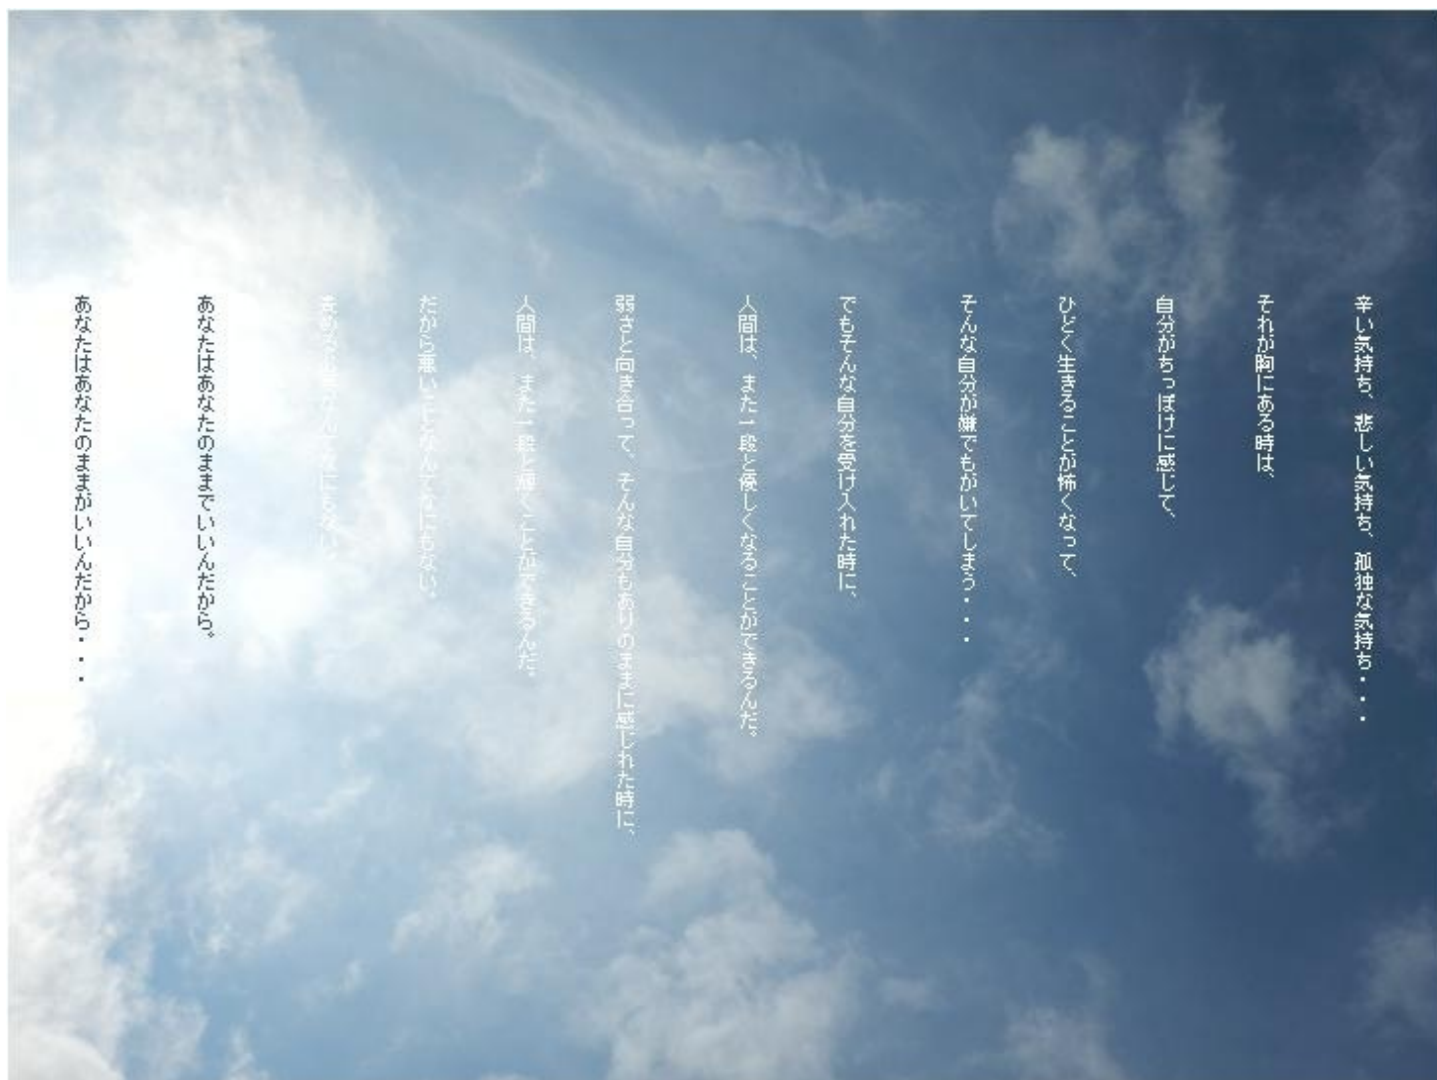 辛い気持ち、悲しい気持ち、孤独な気持ち・・・
それが胸にある時は、
自分がちっぽけに感じて、
ひどく生きることが怖くなって、
そんな自分が嫌でもがいてしまう・・・
でもそんな自分を受け入れた時に、
人間は、また一段と優しくなることができるんだ。
弱さと向き合って、そんな自分もありのままに感じれた時に、
人間は、また一段と輝くことができるんだ。
だから悪いことなんてなにもない。
なにもない。
あなたはあなたのままでいいんだから。
あなたはあなたのままがいいんだから・・・